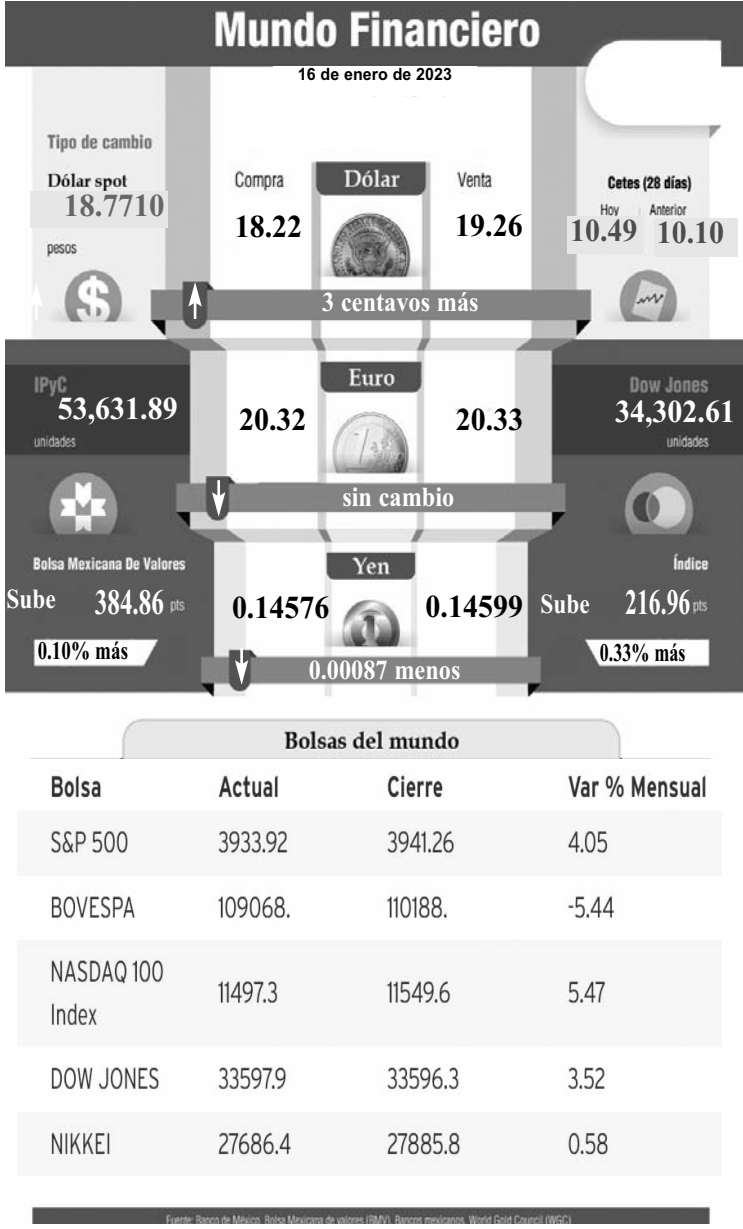 Mundo Financiero
16 de enero de 2023
Tipo de cambio
Dólar spot
18.7710
pesos
Compra
Dólar
Venta
18.22
19.26
3 centavos más
Cetes (28 días)
Hoy Anterior
10.49 10.10
IPyC
53,631.89
unidades
Euro
20.32
20.33
sin cambio
Dow Jones
34,302.61
unidades
Bolsa Mexicana De Valores
Sube 384.86 pts
0.10% más
Yen
0.14576
0.14599
0.00087 menos
Índice
Sube 216.96 pts
0.33% más
Bolsas del mundo
Bolsa Actual Cierre Var % Mensual
S&P 500 3933.92 3941.26 4.05
BOVESPA 109068. 110188. -5.44
NASDAQ 100
Index
11497.3 11549.6 5.47
DOW JONES 33597.9 33596.3 3.52
NIKKEI 27686.4 27885.8 0.58
Fuente: Banco de México, Bolsa Mexicana de valores (BMV), Bancos mexicanos, World Gold Council (WGC)